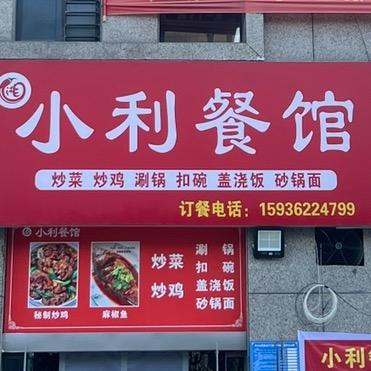 小利餐馆
炒菜 炒鸡 涮锅 扣碗 盖浇饭 砂锅面
订餐电话：15936224799
小利餐馆
炒菜
炒鸡
涮锅
扣碗
盖浇饭
砂锅面
秘制炒鸡
麻椒鱼
小利餐